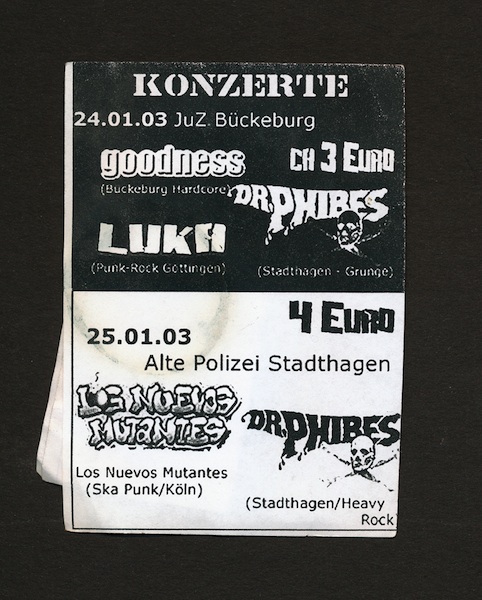 KONZERTE
24.01.03 JuZ Bückeburg
goodness
CA 3 EURO
(Bückeburg Hardcore)
DR. PHIBES
LUKA
(Punk-Rock Göttingen)
(Stadthagen - Grunge)
4 EURO
25.01.03
Alte Polizei Stadthagen
LOS NUEVOS
MUTANTES
DR. PHIBES
Los Nuevos Mutantes
(Ska Punk/Köln)
(Stadthagen/Heavy
Rock